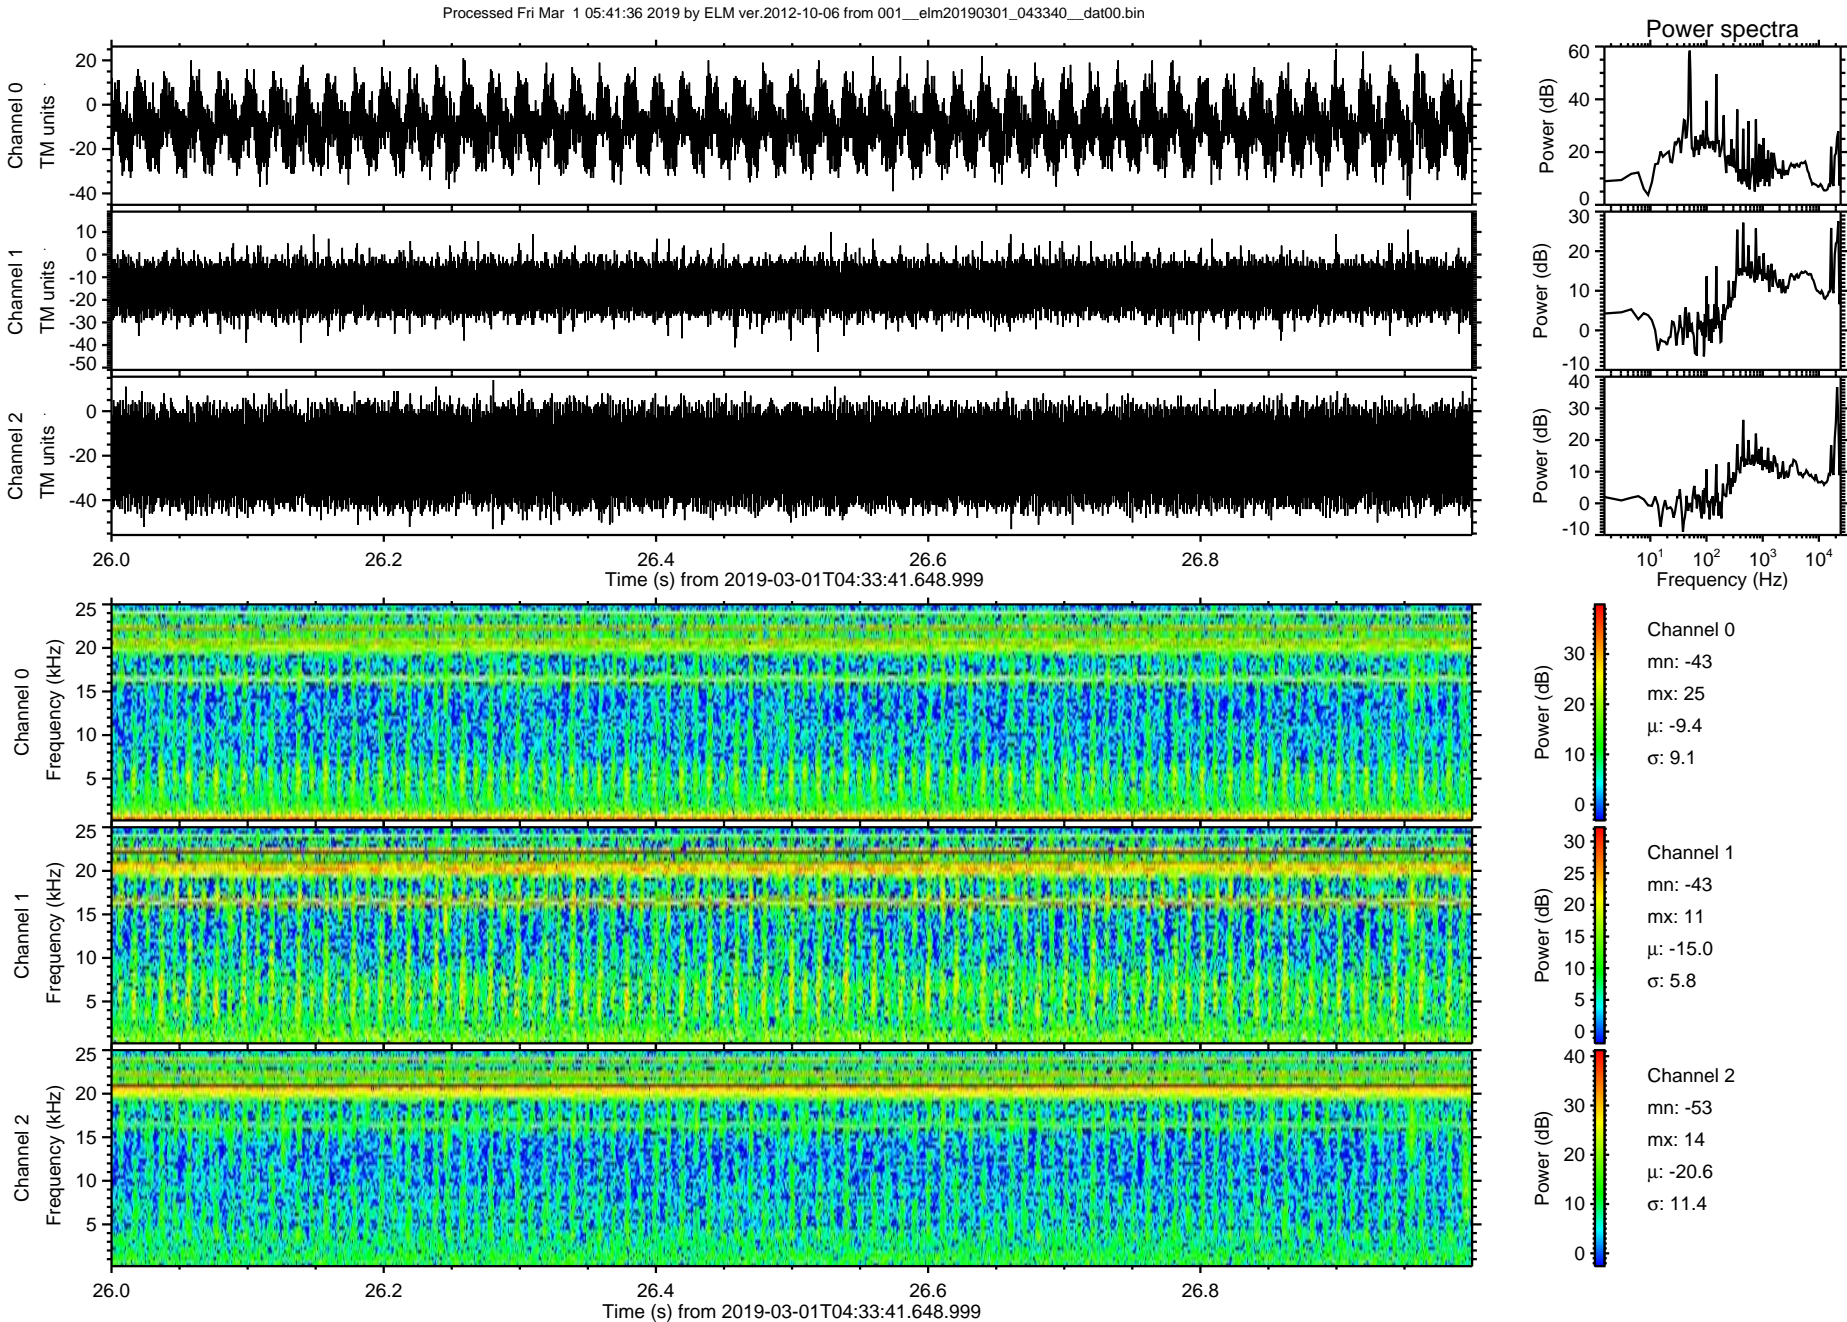 Processed Fri Mar  1 05:41:36 2019 by ELM ver.2012-10-06 from 001__elm20190301_043340__dat00.bin
Power spectra
Channel 0
TM units
20
0
-20
-40
Power (dB)
60
40
20
0
Channel 1
TM units
10
0
-10
-20
-30
-40
-50
Power (dB)
30
20
10
0
-10
Channel 2
TM units
0
-20
-40
Power (dB)
40
30
20
10
0
-10
26.0 26.2 26.4 26.6 26.8
Time (s) from 2019-03-01T04:33:41.648.999
10^1 10^2 10^3 10^4
Frequency (Hz)
Channel 0
Frequency (kHz)
25
20
15
10
5
Power (dB)
30
20
10
0
Channel 0
mn: -43
mx: 25
μ: -9.4
σ: 9.1
Channel 1
Frequency (kHz)
25
20
15
10
5
Power (dB)
30
25
20
15
10
5
0
Channel 1
mn: -43
mx: 11
μ: -15.0
σ: 5.8
Channel 2
Frequency (kHz)
25
20
15
10
5
Power (dB)
40
30
20
10
0
Channel 2
mn: -53
mx: 14
μ: -20.6
σ: 11.4
26.0 26.2 26.4 26.6 26.8
Time (s) from 2019-03-01T04:33:41.648.999